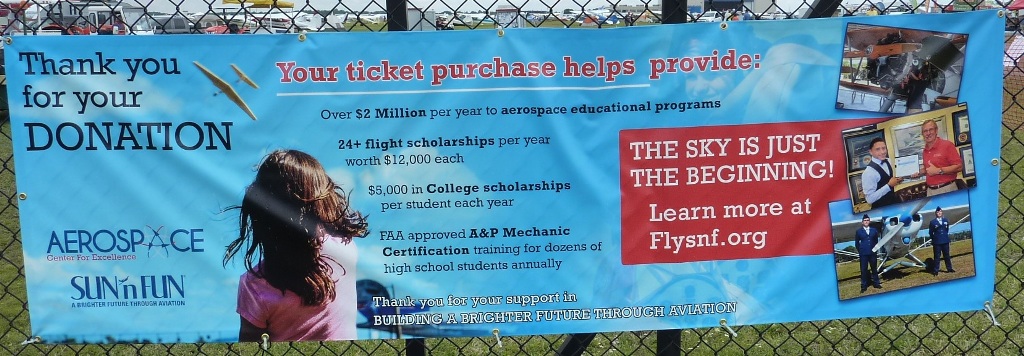 Thank you
for your
DONATION
Your ticket purchase helps provide:
Over $2 Million per year to aerospace educational programs
24+ flight scholarships per year
worth $12,000 each
$5,000 in College scholarships
per student each year
FAA approved A&P Mechanic
Certification training for dozens of
high school students annually
Thank you for your support in
BUILDING A BRIGHTER FUTURE THROUGH AVIATION
THE SKY IS JUST
THE BEGINNING!
Learn more at
Flysnf.org
AEROSPACE
Center For Excellence
SUN 'n FUN
A BRIGHTER FUTURE THROUGH AVIATION